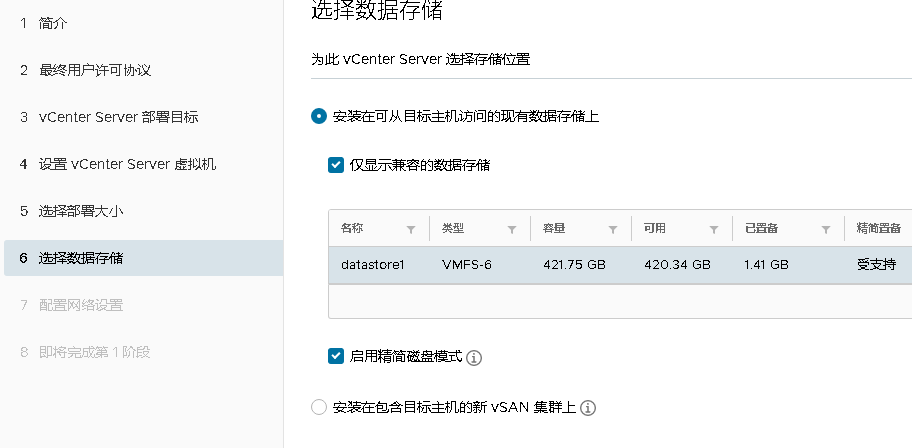 选择数据存储
1 简介
2 最终用户许可协议
3 vCenter Server 部署目标
4 设置 vCenter Server 虚拟机
5 选择部署大小
6 选择数据存储
7 配置网络设置
8 即将完成第 1 阶段
为此 vCenter Server 选择存储位置
安装在可从目标主机访问的现有数据存储上
仅显示兼容的数据存储
名称 类型 容量 可用 已置备 精简置备
datastore1 VMFS-6 421.75 GB 420.34 GB 1.41 GB 受支持
启用精简磁盘模式
安装在包含目标主机的新 vSAN 集群上